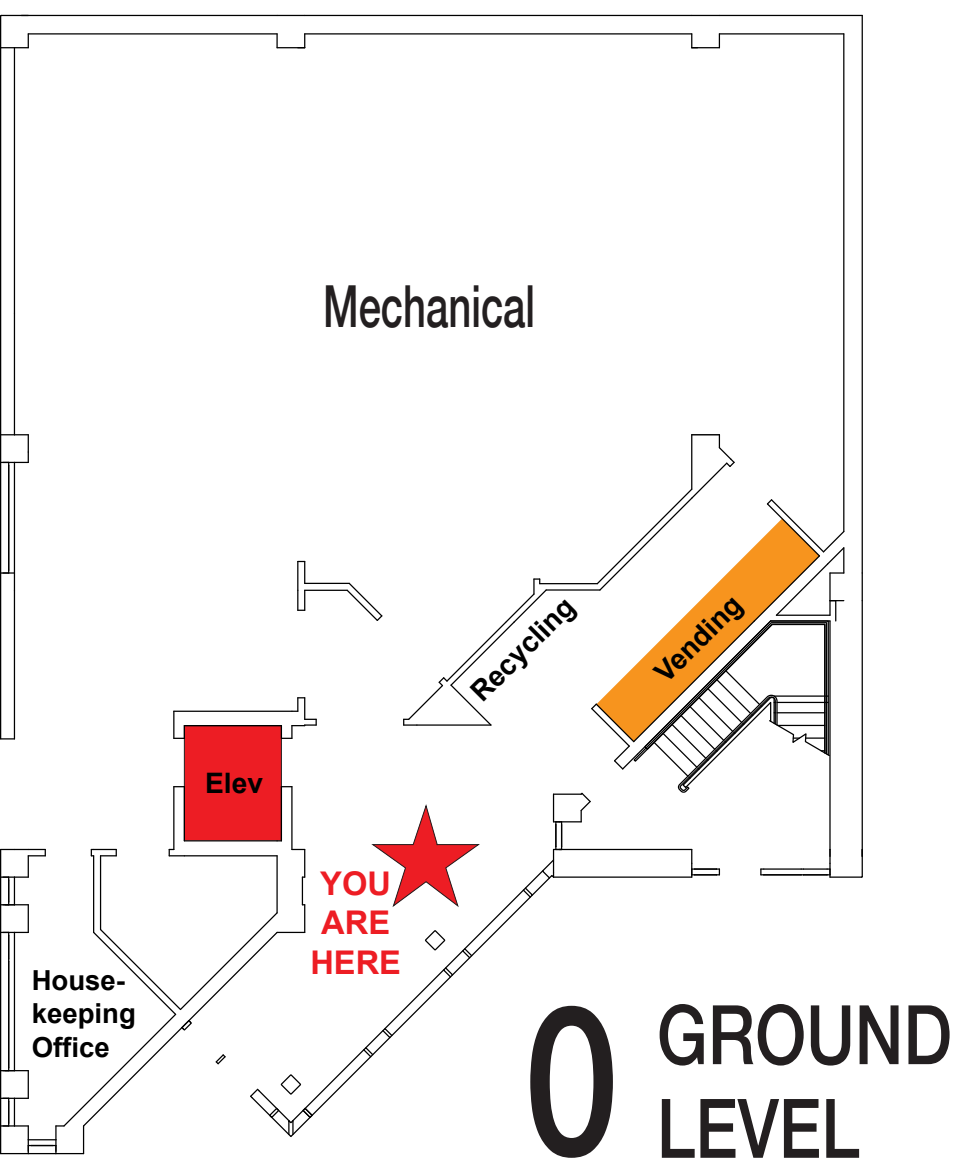 Mechanical
Recycling
Vending
Elev
YOU
ARE
HERE
House-
keeping
Office
0 GROUND
LEVEL